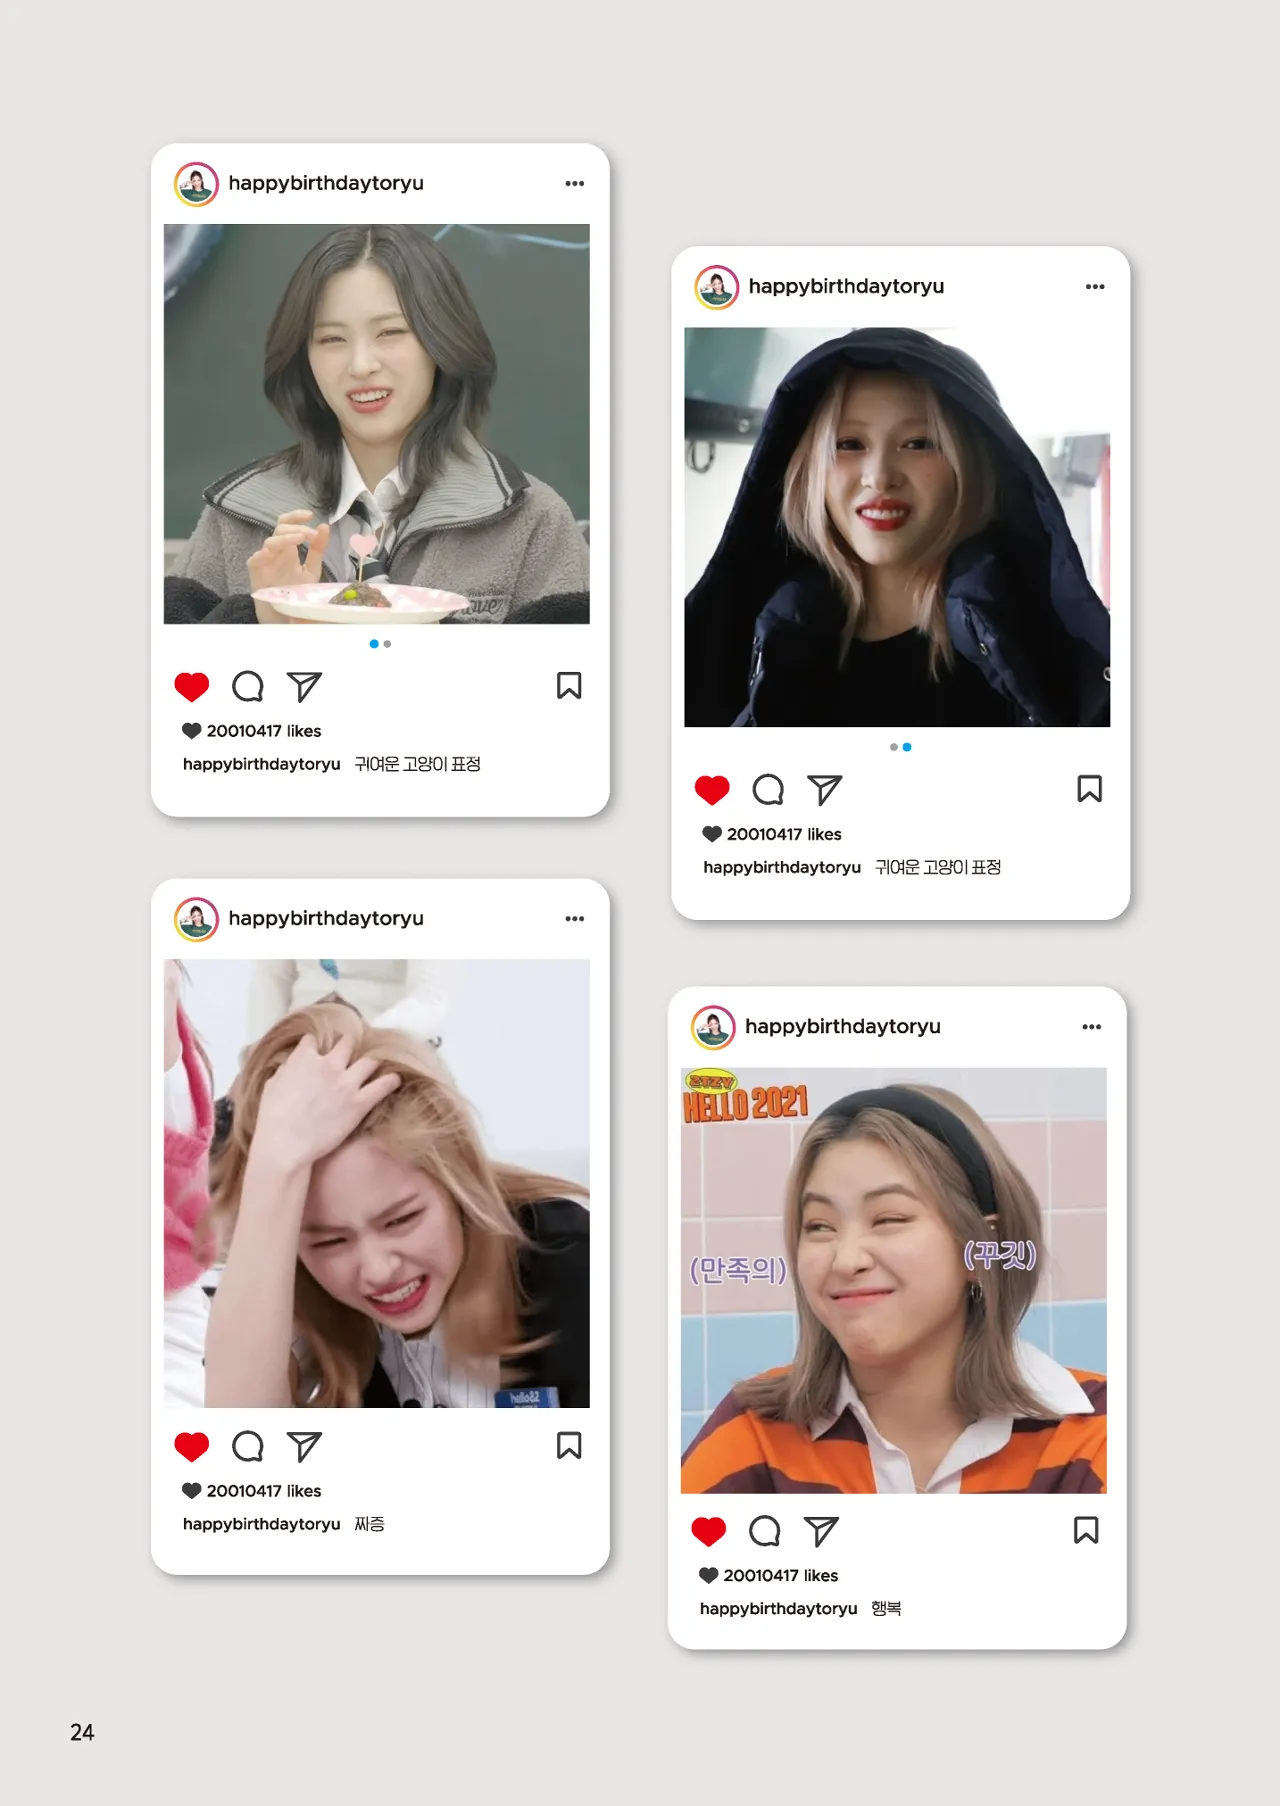 happybirthdaytoryu
love
20010417 likes
happybirthdaytoryu 귀여운 고양이 표정
happybirthdaytoryu
20010417 likes
happybirthdaytoryu 귀여운 고양이 표정
happybirthdaytoryu
hello82
20010417 likes
happybirthdaytoryu 짜증
happybirthdaytoryu
ITZY
HELLO 2021
(만족의)
(꾸깃)
20010417 likes
happybirthdaytoryu 행복
24